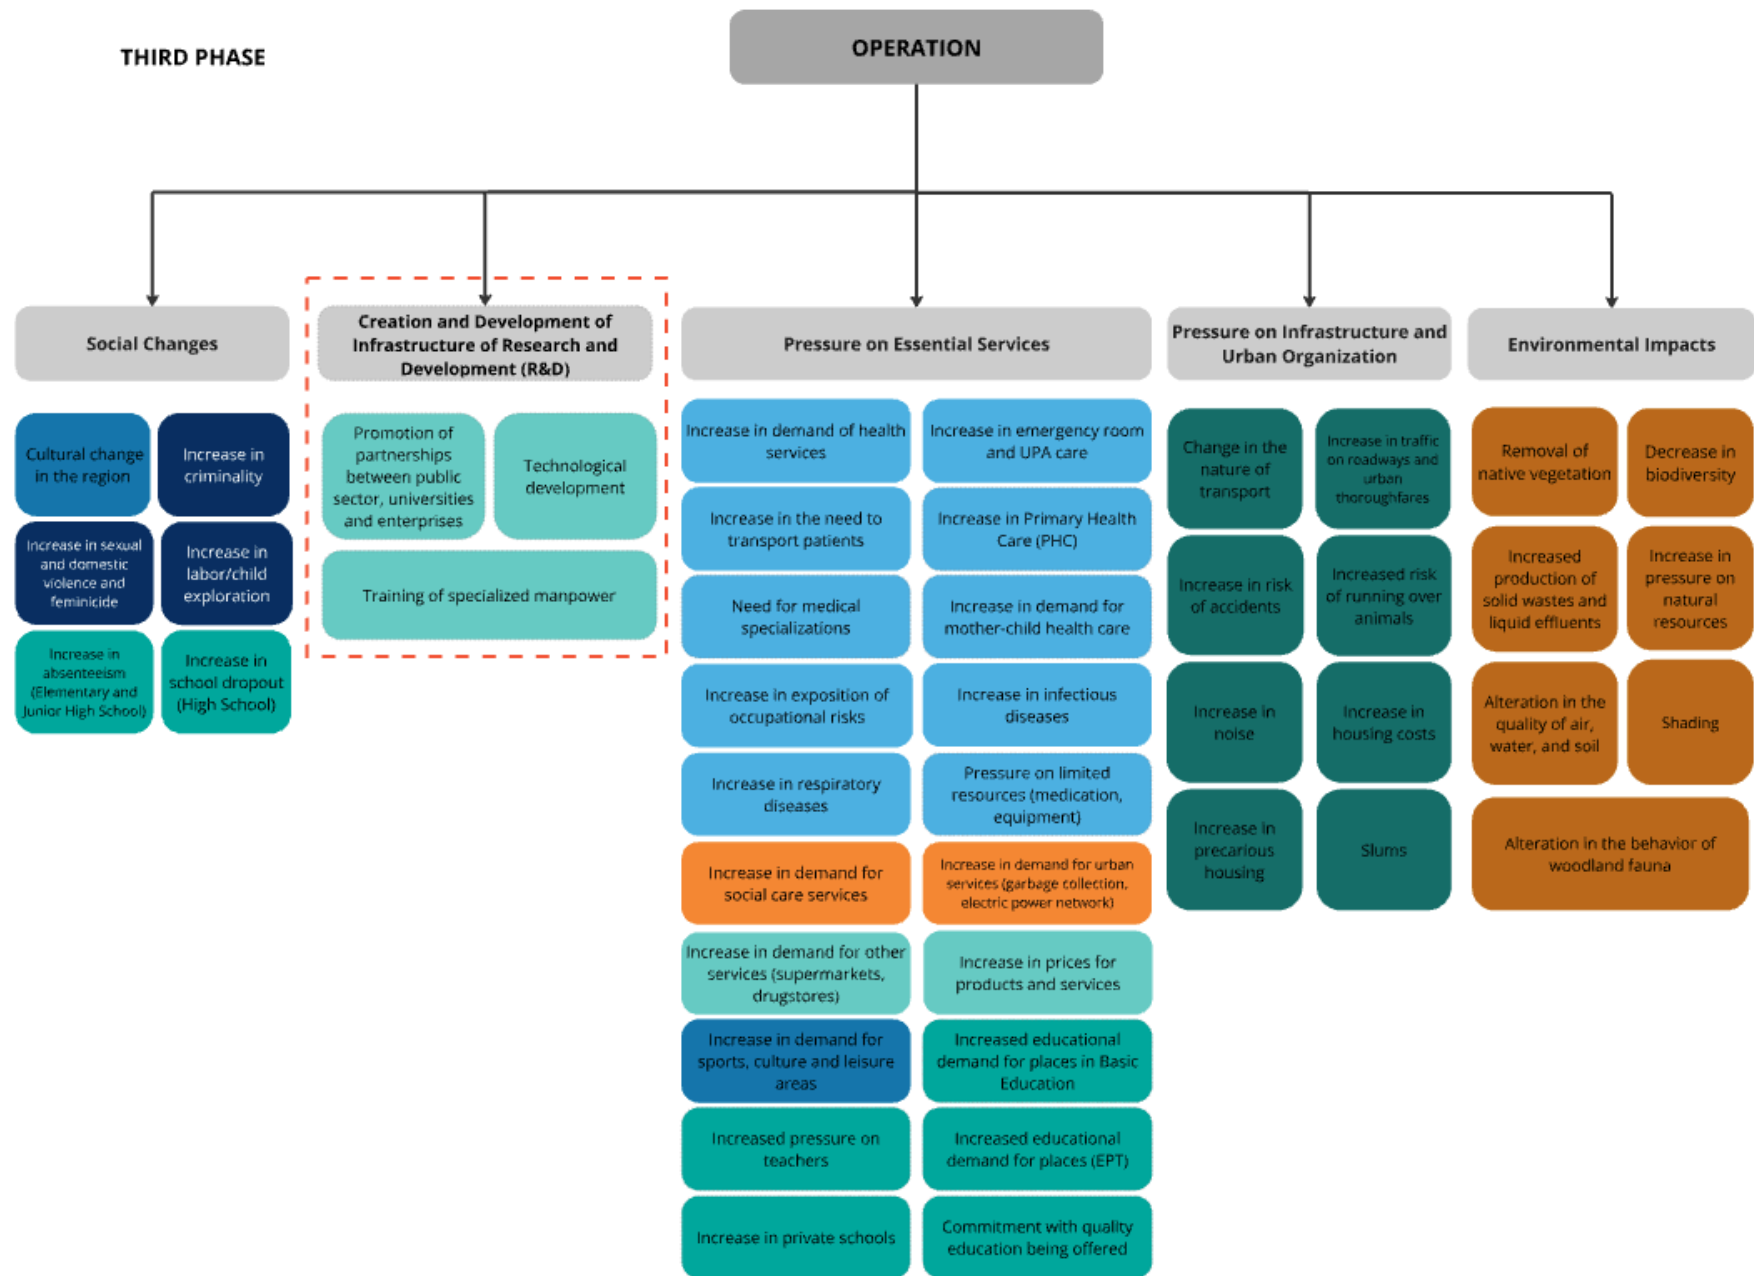 THIRD PHASE
OPERATION
Social Changes
Cultural change
in the region
Increase in
criminality
Increase in sexual
and domestic
violence and
feminicide
Increase in
labor/child
exploration
Increase in
absenteeism
(Elementary and
Junior High School)
Increase in
school dropout
(High School)
Creation and Development of
Infrastructure of Research and
Development (R&D)
Promotion of
partnerships
between public
sector, universities
and enterprises
Technological
development
Training of specialized manpower
Pressure on Essential Services
Increase in demand of health
services
Increase in emergency room
and UPA care
Increase in the need to
transport patients
Increase in Primary Health
Care (PHC)
Need for medical
specializations
Increase in demand for
mother-child health care
Increase in exposition of
occupational risks
Increase in infectious
diseases
Increase in respiratory
diseases
Pressure on limited
resources (medication,
equipment)
Increase in demand for
social care services
Increase in demand for urban
services (garbage collection,
electric power network)
Increase in demand for other
services (supermarkets,
drugstores)
Increase in prices for
products and services
Increase in demand for
sports, culture and leisure
areas
Increased educational
demand for places in Basic
Education
Increased pressure on
teachers
Increased educational
demand for places (EPT)
Increase in private schools
Commitment with quality
education being offered
Pressure on Infrastructure and
Urban Organization
Change in the
nature of
transport
Increase in traffic
on roadways and
urban
thoroughfares
Increase in risk
of accidents
Increased risk
of running over
animals
Increase in
noise
Increase in
housing costs
Increase in
precarious
housing
Slums
Environmental Impacts
Removal of
native vegetation
Decrease in
biodiversity
Increased
production of
solid wastes and
liquid effluents
Increase in
pressure on
natural
resources
Alteration in the
quality of air,
water, and soil
Shading
Alteration in the behavior of
woodland fauna